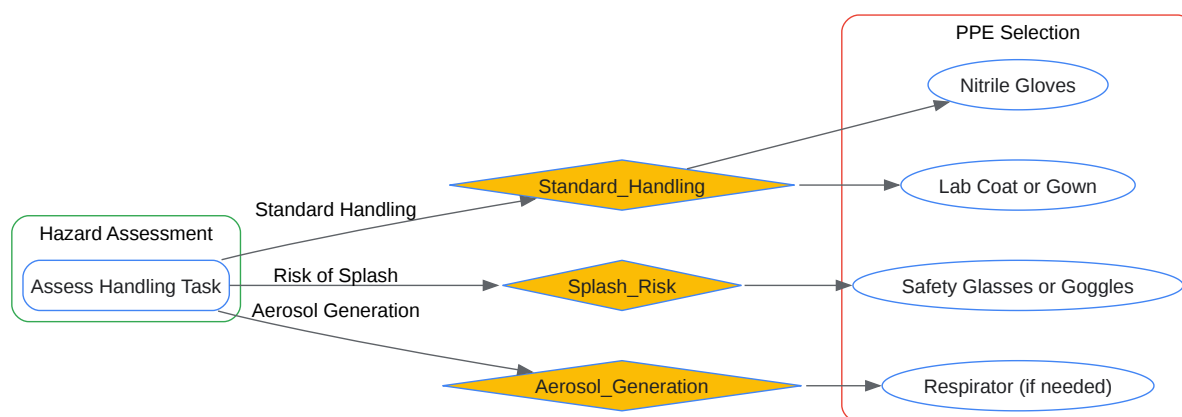 Hazard Assessment
Assess Handling Task
Standard Handling
Risk of Splash
Aerosol Generation
Standard_Handling
Splash_Risk
Aerosol_Generation
PPE Selection
Nitrile Gloves
Lab Coat or Gown
Safety Glasses or Goggles
Respirator (if needed)